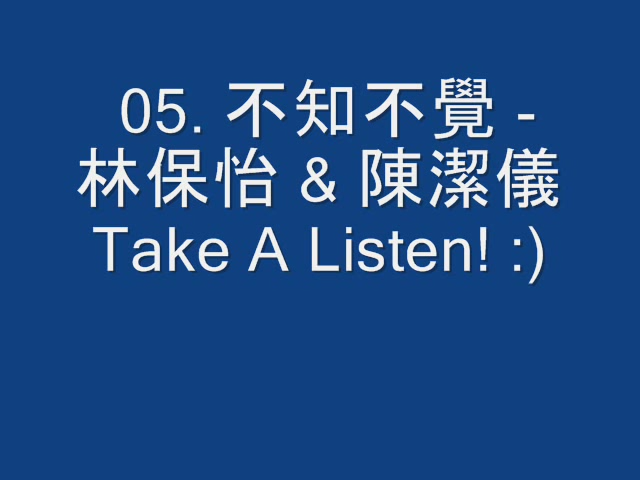 05. 不知不覺 -
林保怡 & 陳潔儀
Take A Listen! :)